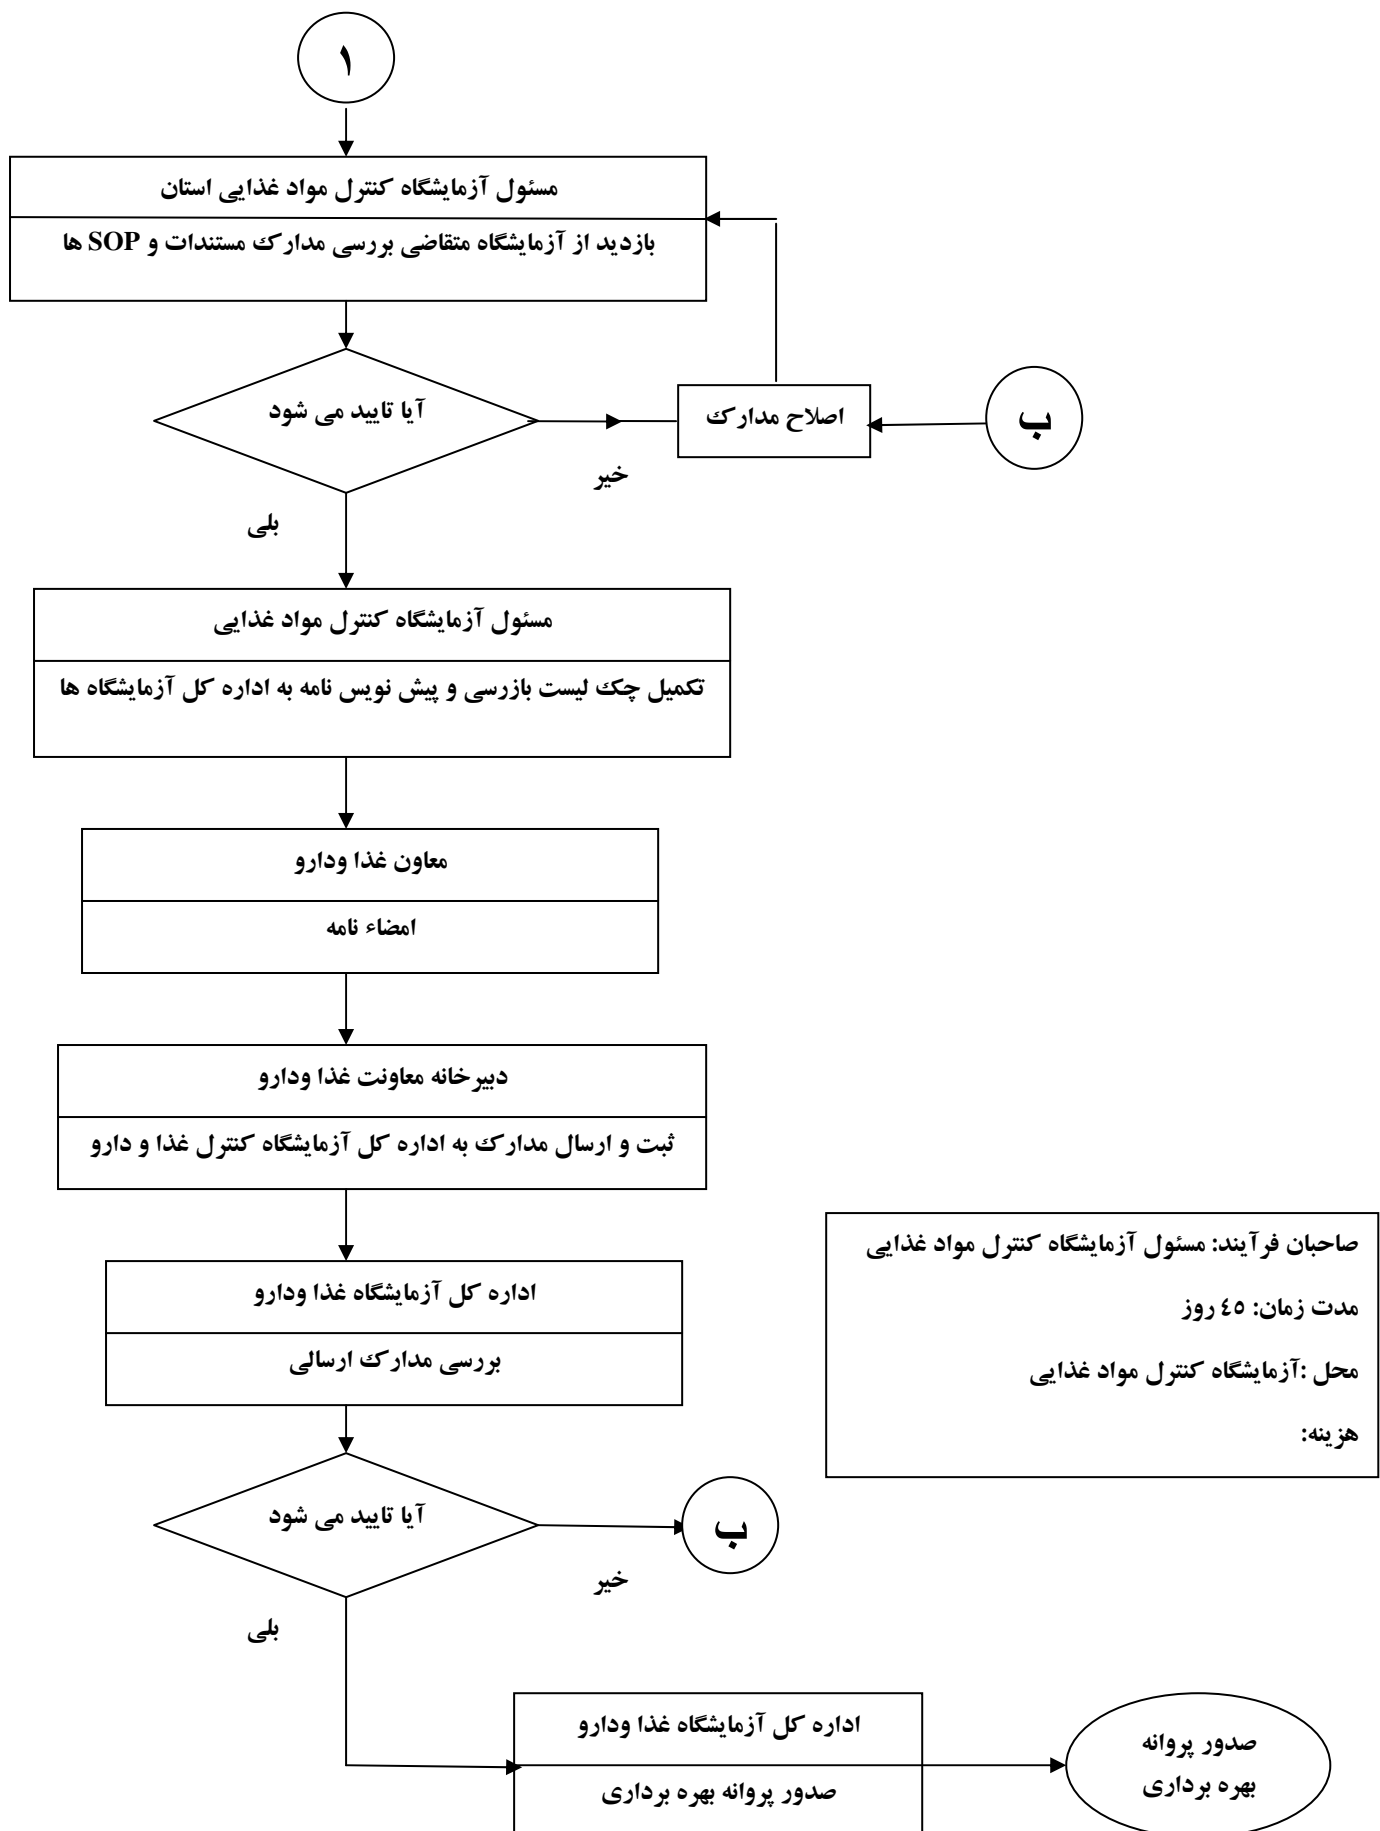 ۱
مسئول آزمایشگاه کنترل مواد غذایی استان
بازدید از آزمایشگاه متقاضی بررسی مدارک مستندات و SOP ها
آیا تایید می شود
اصلاح مدارک
ب
خیر
بلی
مسئول آزمایشگاه کنترل مواد غذایی
تکمیل چک لیست بازرسی و پیش نویس نامه به اداره کل آزمایشگاه ها
معاون غذا ودارو
امضاء نامه
دبیرخانه معاونت غذا ودارو
ثبت و ارسال مدارک به اداره کل آزمایشگاه کنترل غذا و دارو
صاحبان فرآیند: مسئول آزمایشگاه کنترل مواد غذایی
مدت زمان: ٤٥ روز
محل :آزمایشگاه کنترل مواد غذایی
هزینه:
اداره کل آزمایشگاه غذا ودارو
بررسی مدارک ارسالی
آیا تایید می شود
ب
خیر
بلی
اداره کل آزمایشگاه غذا ودارو
صدور پروانه بهره برداری
صدور پروانه
بهره برداری